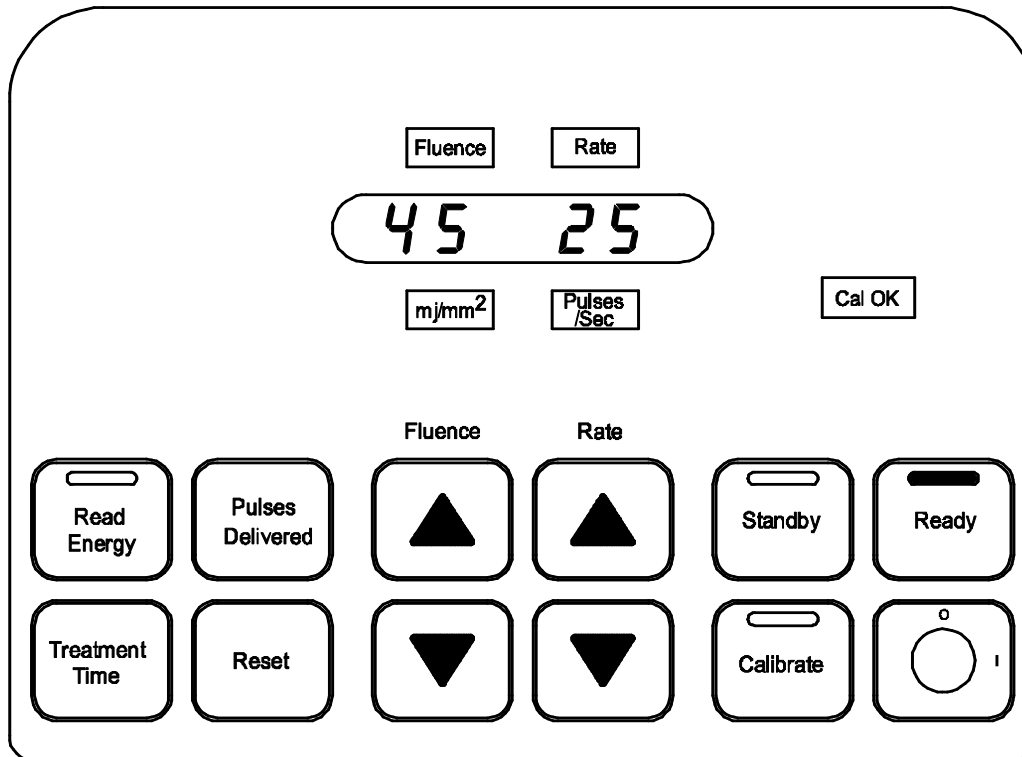 Fluence Rate
45 25
mj/mm²
Pulses
/Sec
Cal OK
Fluence Rate
Read
Energy
Pulses
Delivered
Standby
Ready
Treatment
Time
Reset
Calibrate
O
I